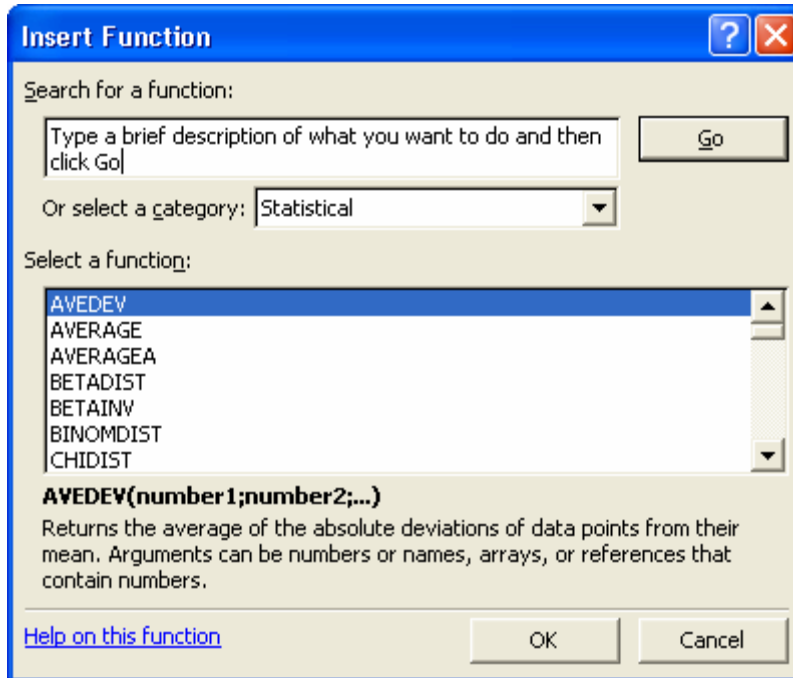 Insert Function
Search for a function:
Type a brief description of what you want to do and then
click Go
Go
Or select a category: Statistical
Select a function:
AVEDEV
AVERAGE
AVERAGEA
BETADIST
BETAINV
BINOMDIST
CHIDIST
AVEDEV(number1;number2;...)
Returns the average of the absolute deviations of data points from their
mean. Arguments can be numbers or names, arrays, or references that
contain numbers.
Help on this function
OK
Cancel